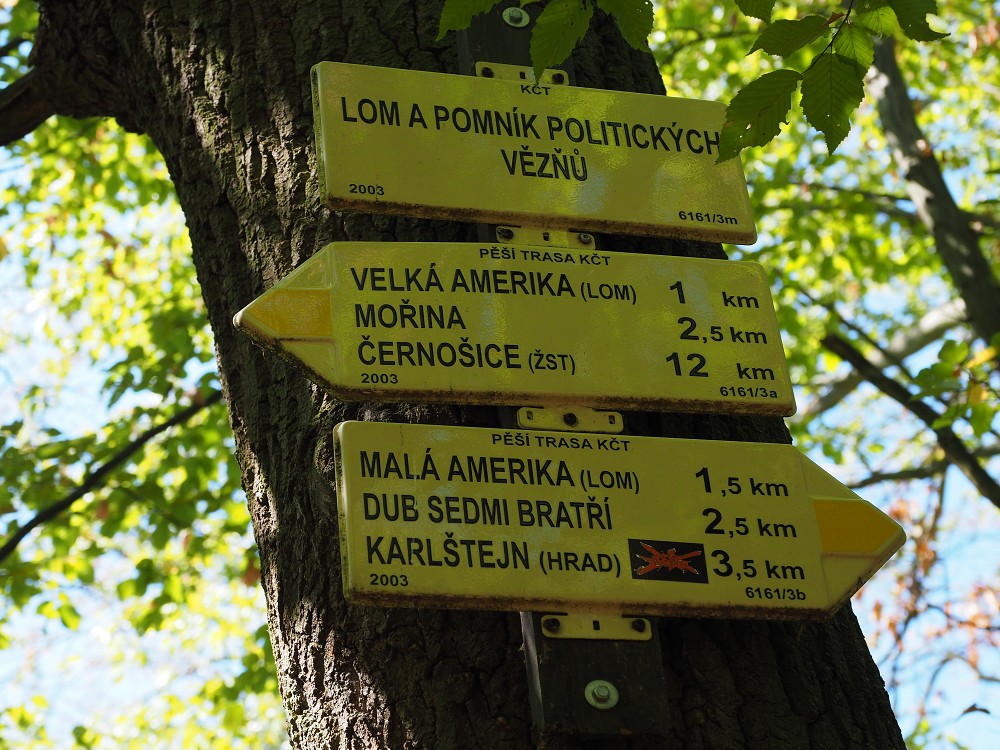 KČT
LOM A POMNÍK POLITICKÝCH
VĚZŇŮ
2003 6161/3m
PĚŠÍ TRASA KČT
VELKÁ AMERIKA (LOM) 1 km
MOŘINA 2,5 km
ČERNOŠICE (ŽST) 12 km
2003 6161/3a
PĚŠÍ TRASA KČT
MALÁ AMERIKA (LOM) 1,5 km
DUB SEDMI BRATŘÍ 2,5 km
KARLŠTEJN (HRAD) 3,5 km
2003 6161/3b